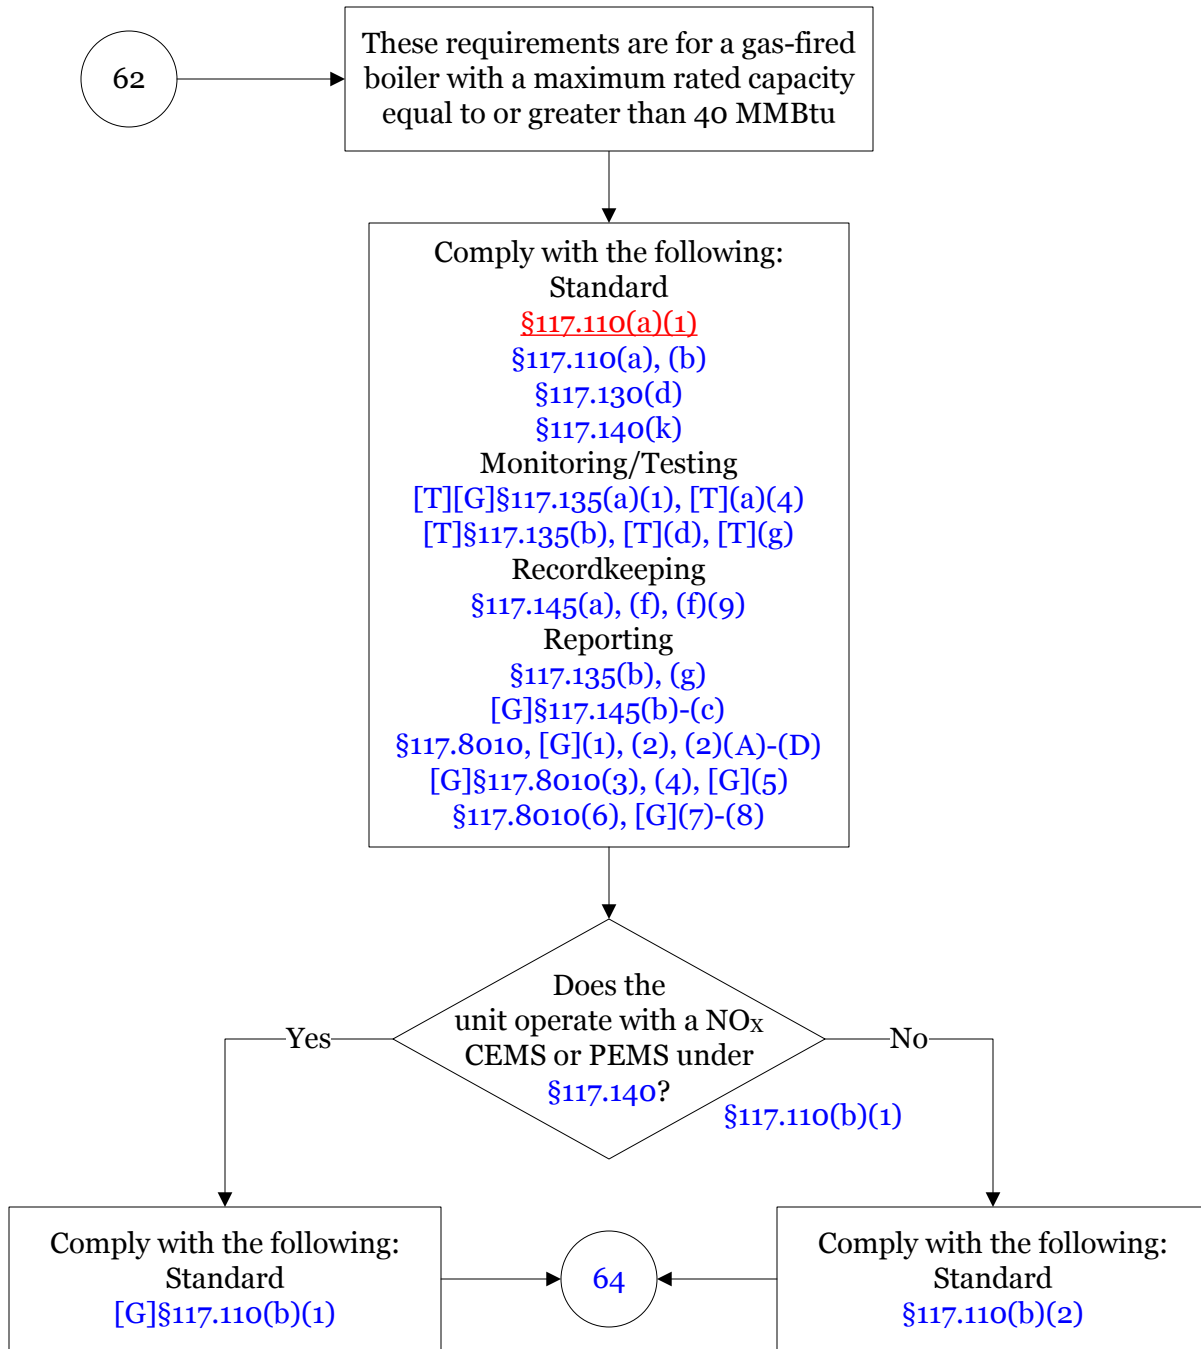 62
These requirements are for a gas-fired
boiler with a maximum rated capacity
equal to or greater than 40 MMBtu
Comply with the following:
Standard
§117.110(a)(1)
§117.110(a), (b)
§117.130(d)
§117.140(k)
Monitoring/Testing
[T][G]§117.135(a)(1), [T](a)(4)
[T]§117.135(b), [T](d), [T](g)
Recordkeeping
§117.145(a), (f), (f)(9)
Reporting
§117.135(b), (g)
[G]§117.145(b)-(c)
§117.8010, [G](1), (2), (2)(A)-(D)
[G]§117.8010(3), (4), [G](5)
§117.8010(6), [G](7)-(8)
Does the
unit operate with a NOX
CEMS or PEMS under
§117.140?
Yes
No
§117.110(b)(1)
Comply with the following:
Standard
[G]§117.110(b)(1)
64
Comply with the following:
Standard
§117.110(b)(2)